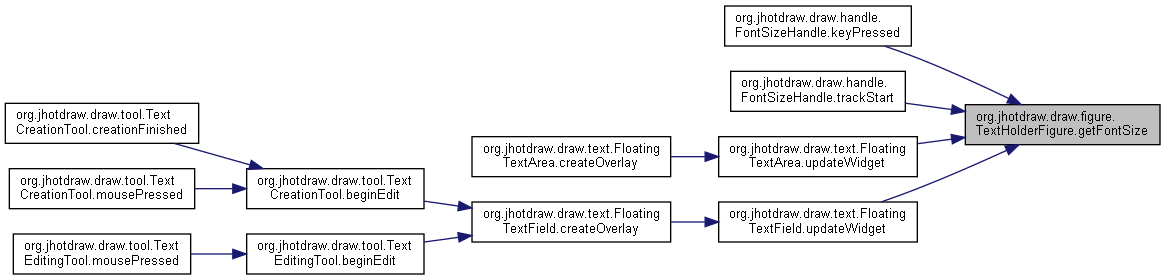 org.jhotdraw.draw.handle.
FontSizeHandle.keyPressed
org.jhotdraw.draw.handle.
FontSizeHandle.trackStart
org.jhotdraw.draw.figure.
TextHolderFigure.getFontSize
org.jhotdraw.draw.tool.Text
CreationTool.creationFinished
org.jhotdraw.draw.text.Floating
TextArea.createOverlay
org.jhotdraw.draw.text.Floating
TextArea.updateWidget
org.jhotdraw.draw.tool.Text
CreationTool.mousePressed
org.jhotdraw.draw.tool.Text
CreationTool.beginEdit
org.jhotdraw.draw.text.Floating
TextField.createOverlay
org.jhotdraw.draw.text.Floating
TextField.updateWidget
org.jhotdraw.draw.tool.Text
EditingTool.mousePressed
org.jhotdraw.draw.tool.Text
EditingTool.beginEdit